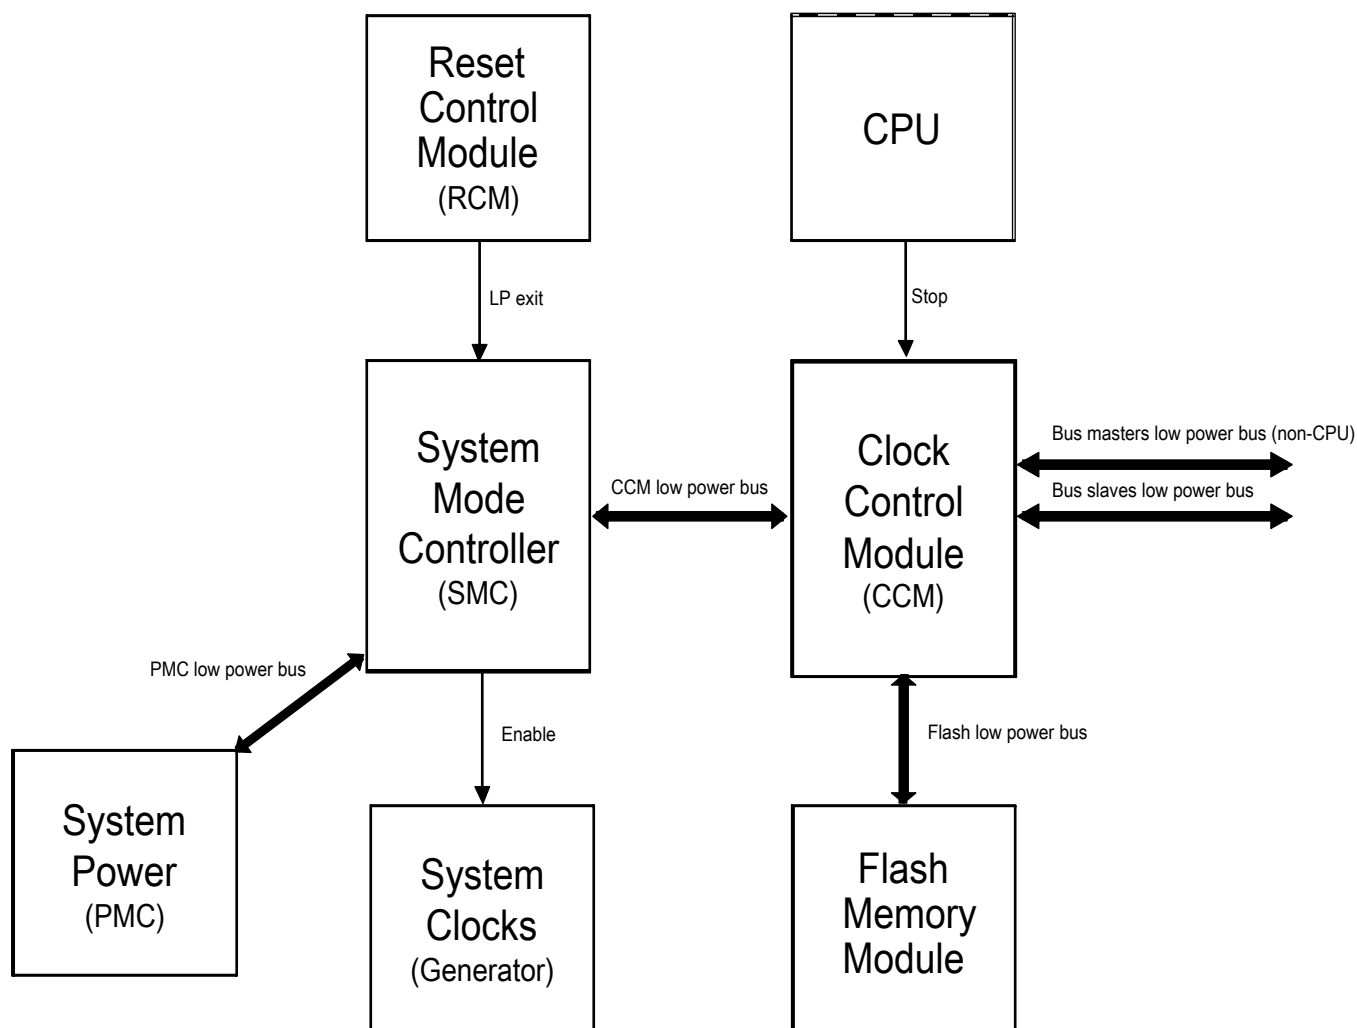 Reset
Control
Module
(RCM)
CPU
LP exit
Stop
System
Mode
Controller
(SMC)
CCM low power bus
Clock
Control
Module
(CCM)
Bus masters low power bus (non-CPU)
Bus slaves low power bus
PMC low power bus
Enable
Flash low power bus
System
Power
(PMC)
System
Clocks
(Generator)
Flash
Memory
Module